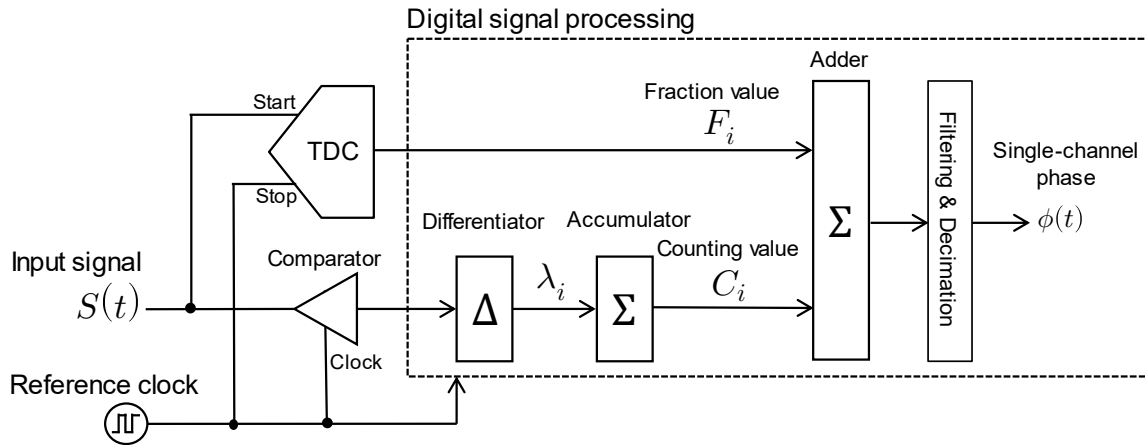 Digital signal processing
Adder
Start
Fraction value
F_i
TDC
Filtering & Decimation
Single-channel
phase
Stop
Differentiator
Accumulator
Σ
ϕ(t)
Input signal
Comparator
Counting value
S(t)
λ_i
C_i
Δ
Σ
Clock
Reference clock